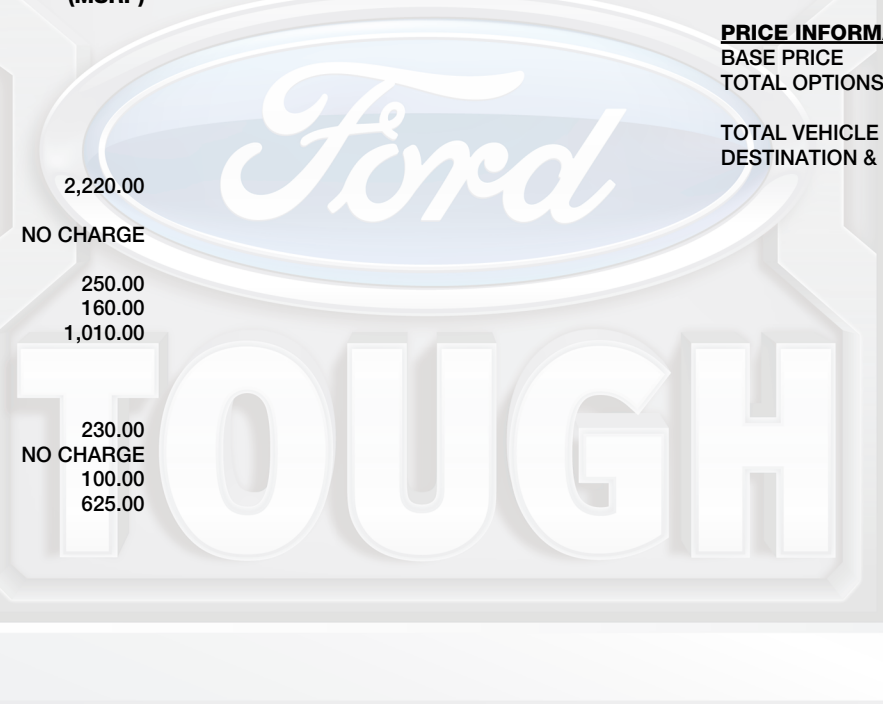 (MSRP)
2,220.00
NO CHARGE
250.00
160.00
1,010.00
230.00
NO CHARGE
100.00
625.00
PRICE INFORMA
BASE PRICE
TOTAL OPTIONS
TOTAL VEHICLE
DESTINATION &
Ford
TOUGH